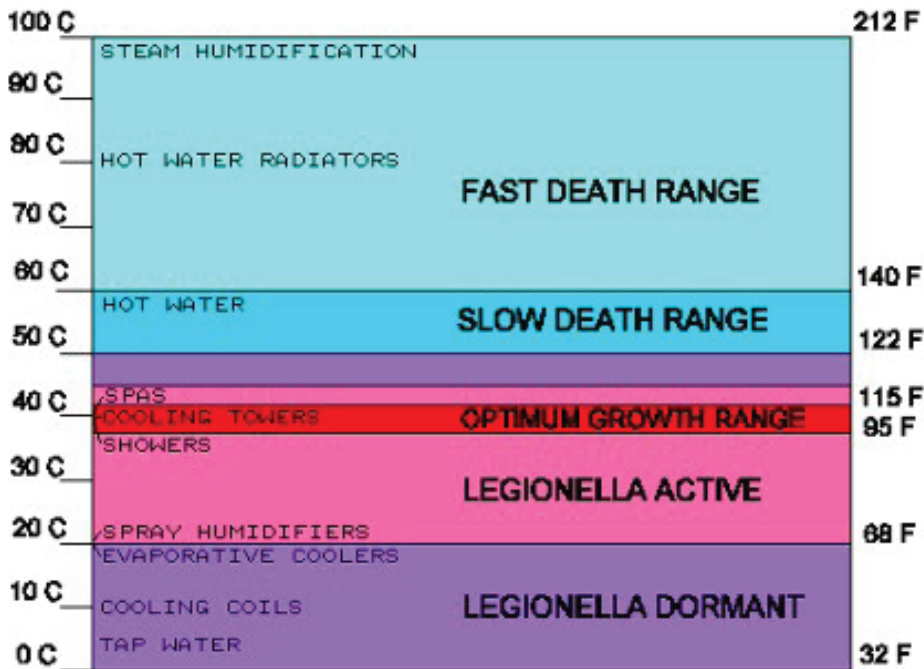 100 C 212 F
STEAM HUMIDIFICATION
90 C
80 C
HOT WATER RADIATORS
FAST DEATH RANGE
70 C
60 C 140 F
HOT WATER
SLOW DEATH RANGE
50 C 122 F
SPAS 115 F
40 C
COOLING TOWERS OPTIMUM GROWTH RANGE 95 F
SHOWERS
30 C
LEGIONELLA ACTIVE
20 C SPRAY HUMIDIFIERS 68 F
EVAPORATIVE COOLERS
10 C COOLING COILS LEGIONELLA DORMANT
TAP WATER
0 C 32 F